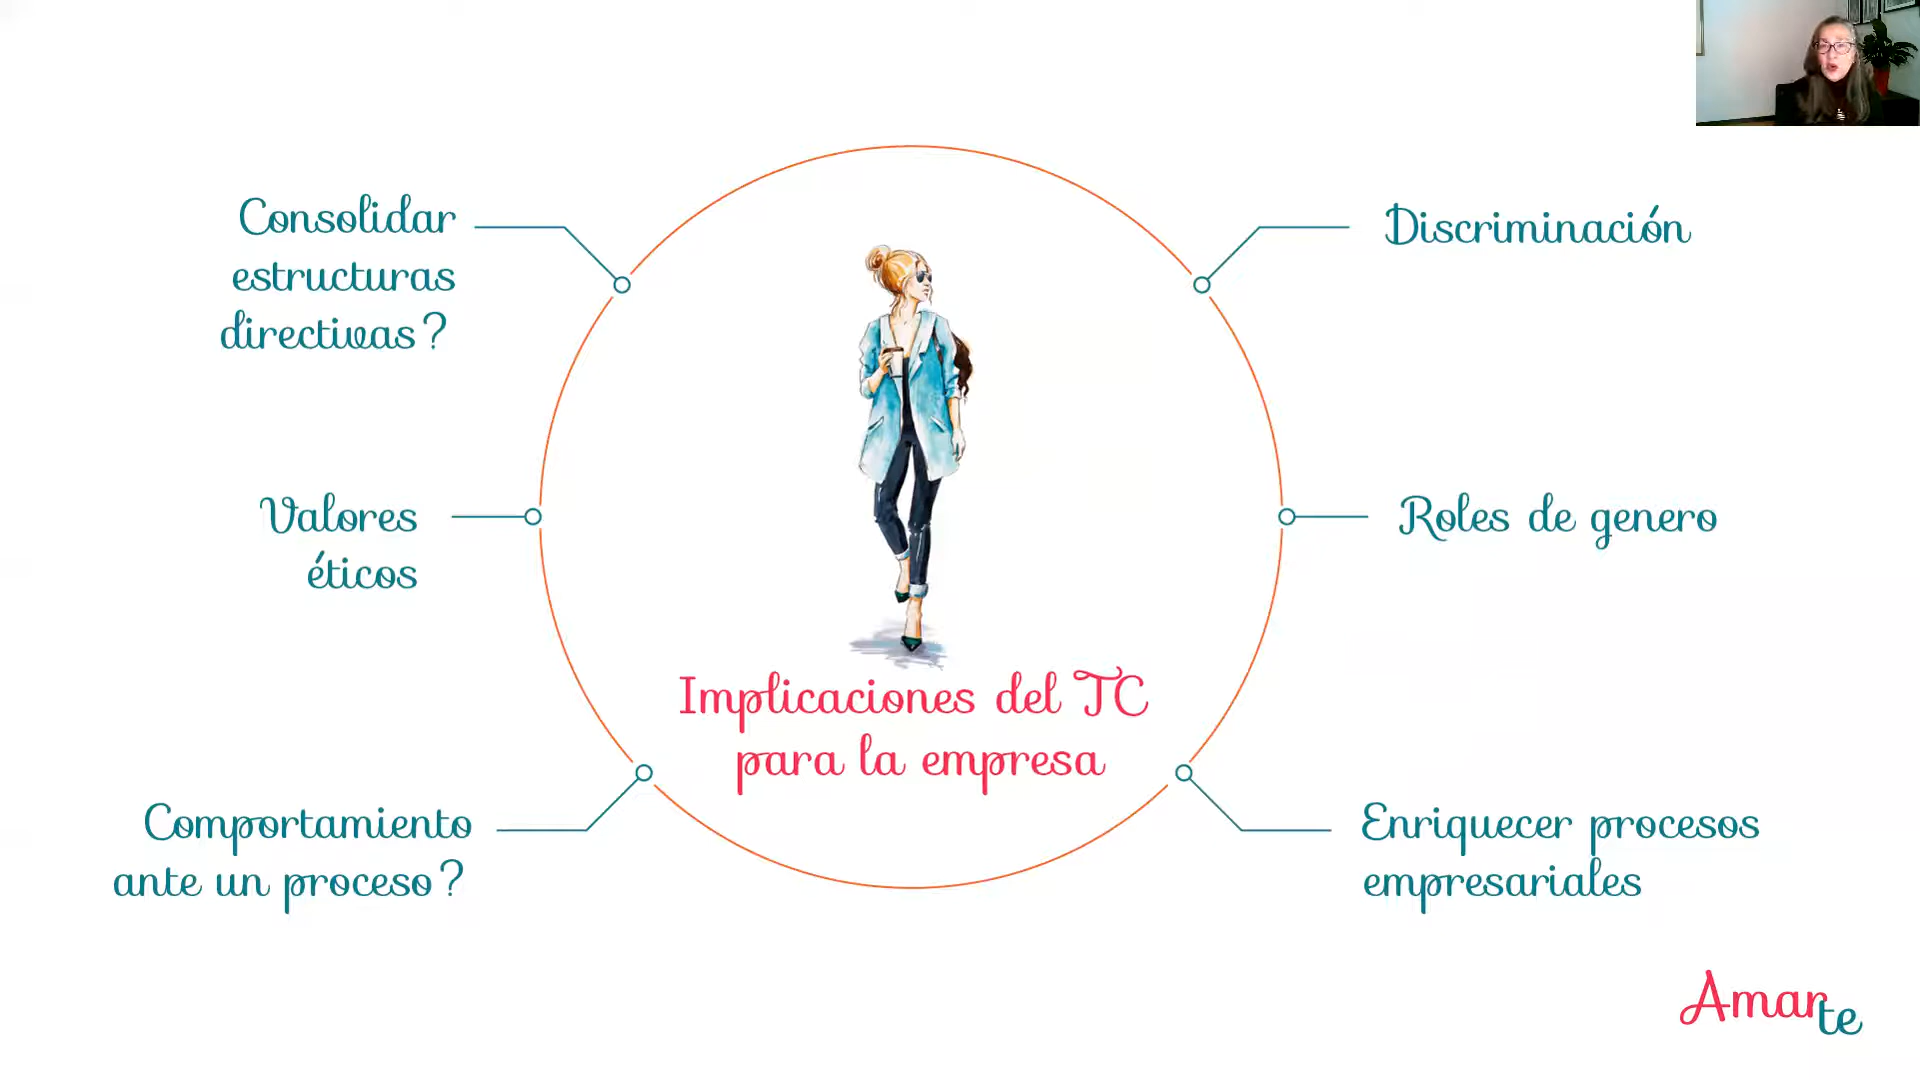 Consolidar
estructuras
directivas?
Valores
éticos
Comportamiento
ante un proceso?
Implicaciones del TC
para la empresa
Discriminación
Roles de genero
Enriquecer procesos
empresariales
Amarte